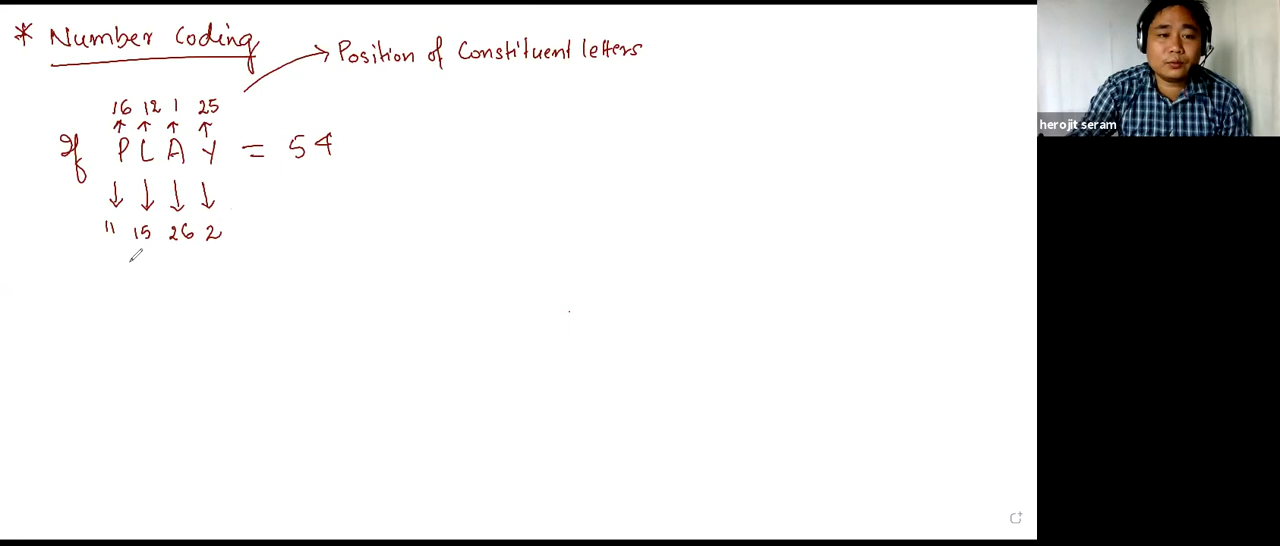 * Number Coding
Position of Constituent letters
16 12 1 25
If P L A Y = 54
11 15 26 2
herojit seram